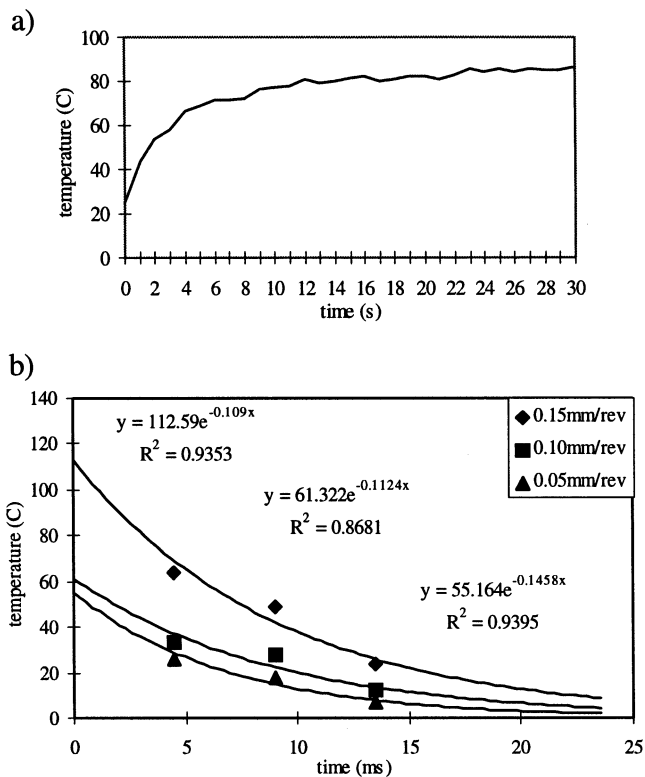 a)
100
80
60
40
20
0
temperature (C)
0 2 4 6 8 10 12 14 16 18 20 22 24 26 28 30
time (s)
b)
140
120
100
80
60
40
20
0
temperature (C)
y = 112.59e^-0.109x
R^2 = 0.9353
y = 61.322e^-0.1124x
R^2 = 0.8681
y = 55.164e^-0.1458x
R^2 = 0.9395
0.15mm/rev
0.10mm/rev
0.05mm/rev
0 5 10 15 20 25
time (ms)